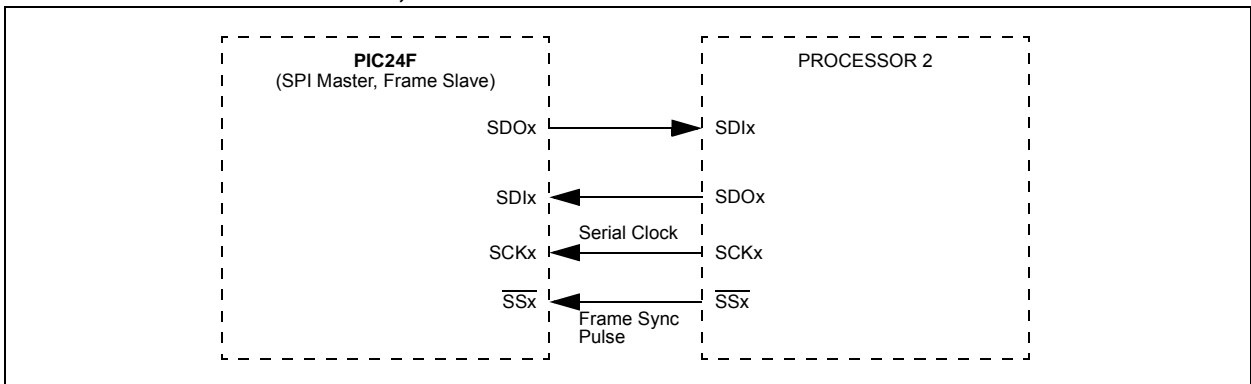 PIC24F
(SPI Master, Frame Slave)
PROCESSOR 2
SDOx
SDIx
SDIx
SDOx
Serial Clock
SCKx
SCKx
SSx
SSx
Frame Sync
Pulse